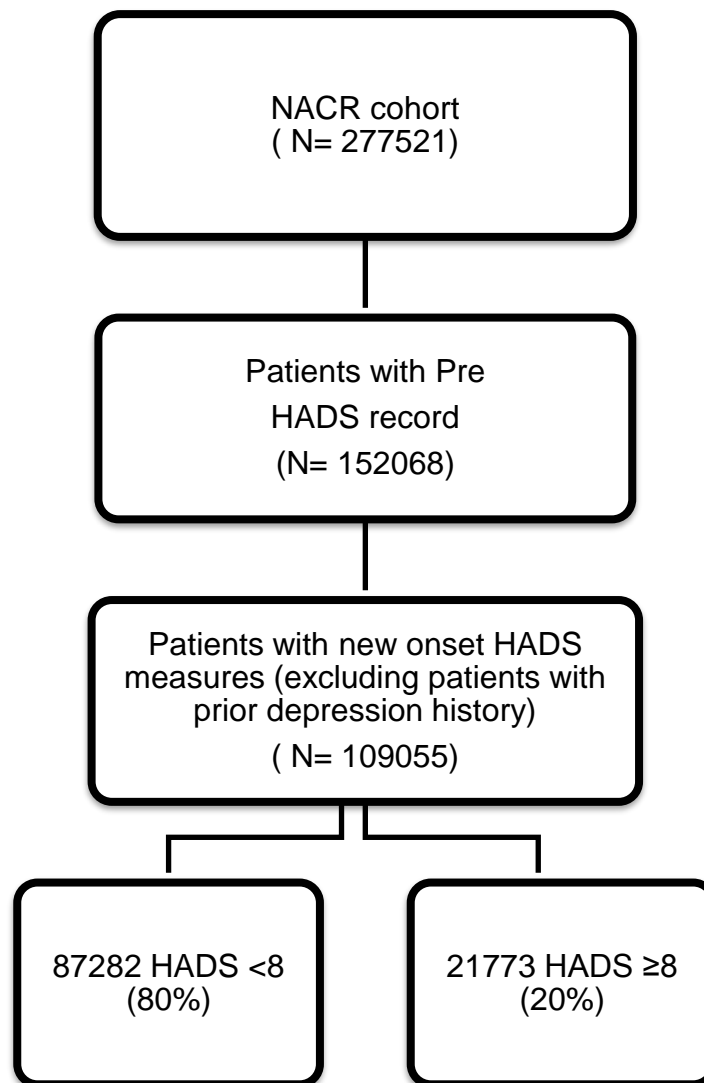 NACR cohort
( N= 277521)
Patients with Pre
HADS record
(N= 152068)
Patients with new onset HADS
measures (excluding patients with
prior depression history)
( N= 109055)
87282 HADS <8
(80%)
21773 HADS ≥8
(20%)